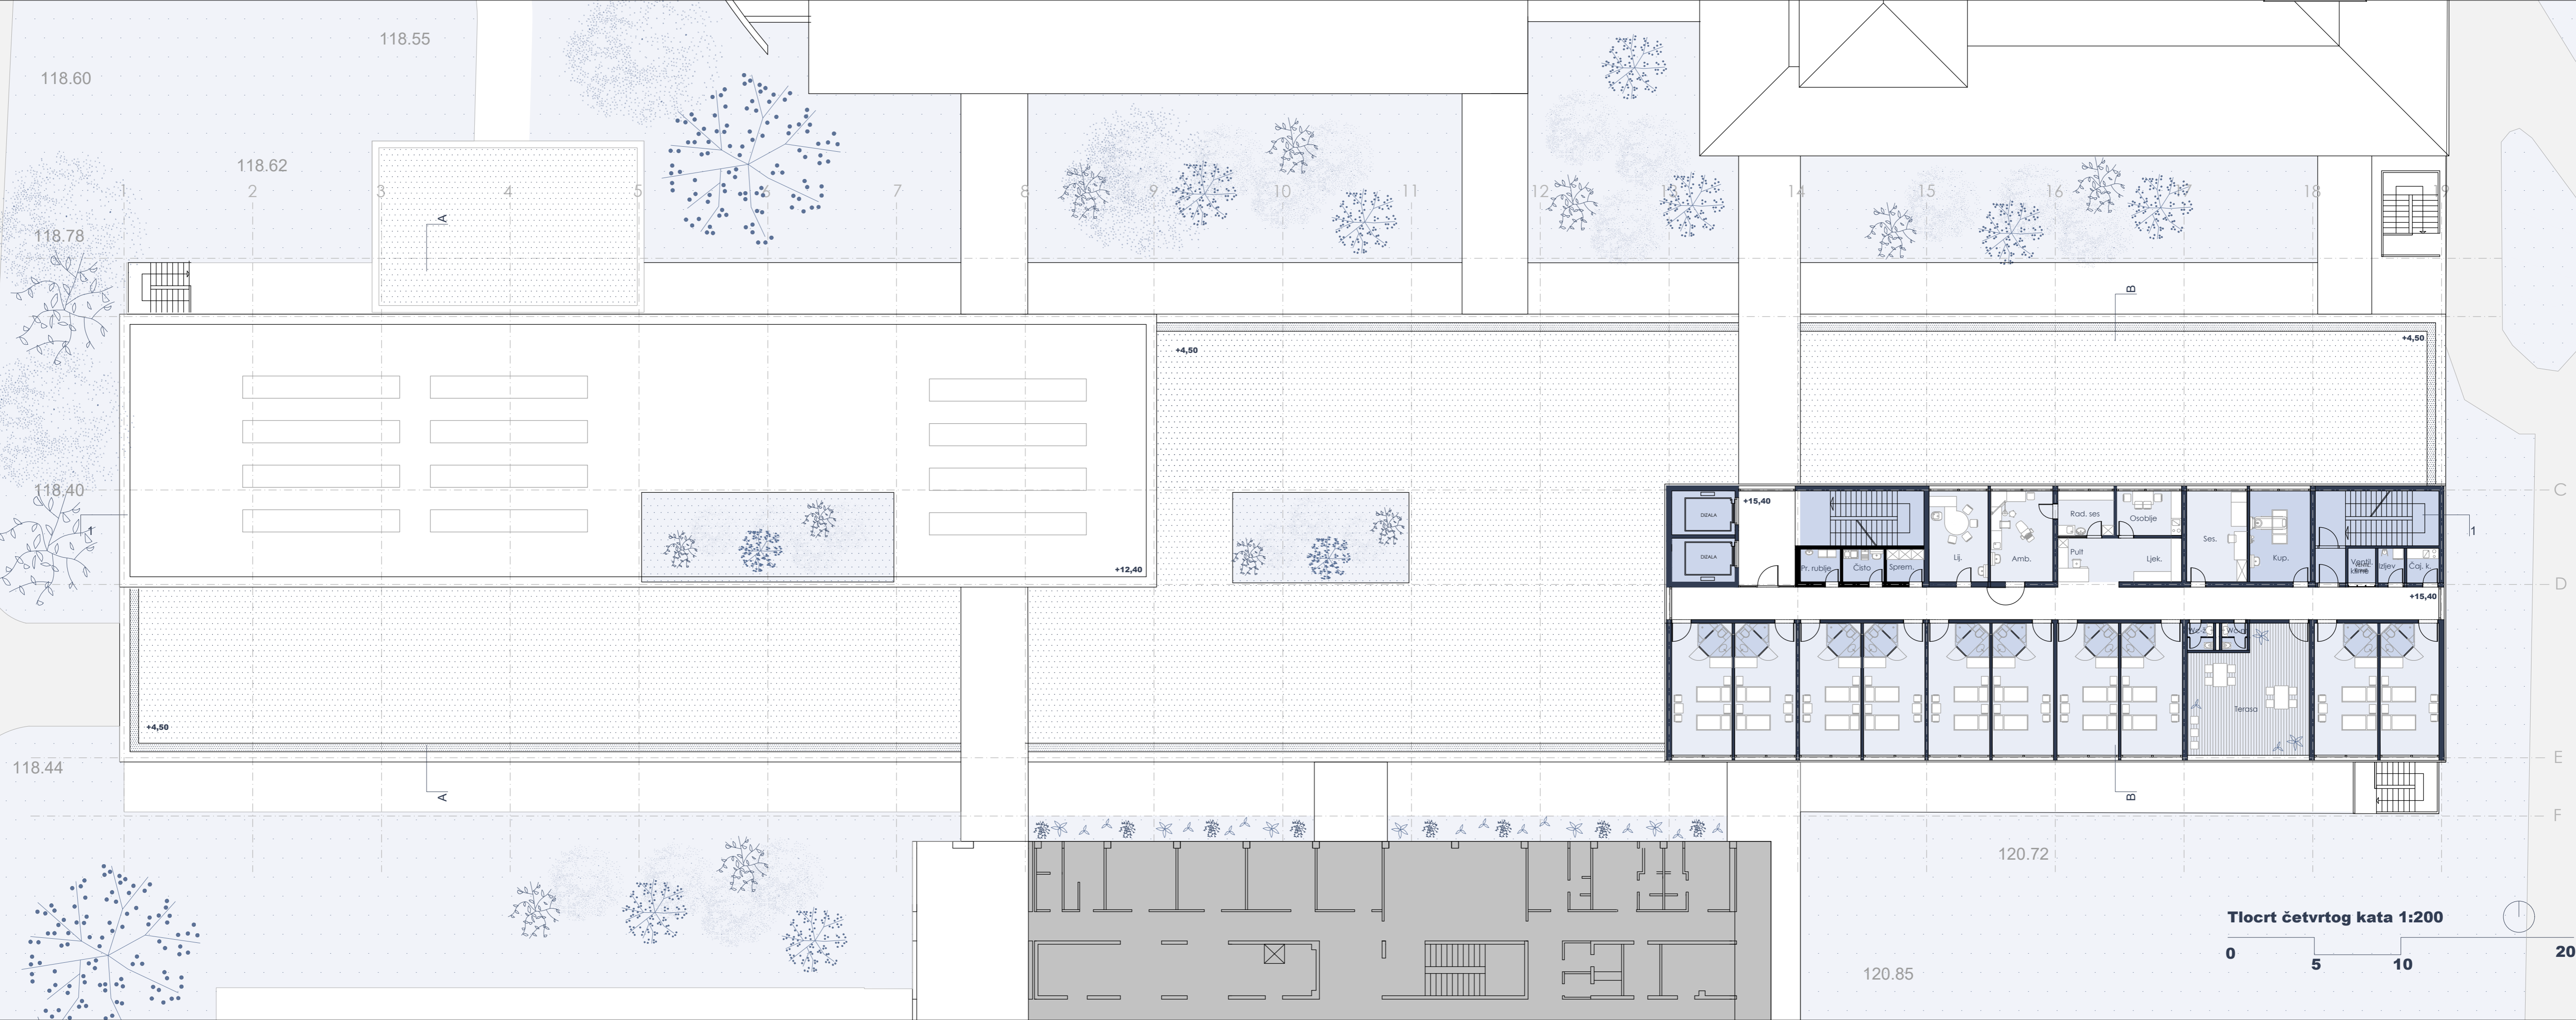 118.55
118.60
118.62
1 2 3 4 5 6 7 8 9 10 11 12 13 14 15 16 18 19
A
118.78
B
+4,50
+4,50
118.40
C
+15,40
DIZALA
Rad. ses
Osoblje
1
1
Lij.
Amb.
Pult
Ljek.
Ses.
Kup.
DIZALA
Pr. rublje
Čisto
Sprem.
Izljev
Čaj. k.
+12,40
D
+15,40
Terasa
+4,50
E
118.44
A
B
F
120.72
Tlocrt četvrtog kata 1:200
0 5 10 20
120.85